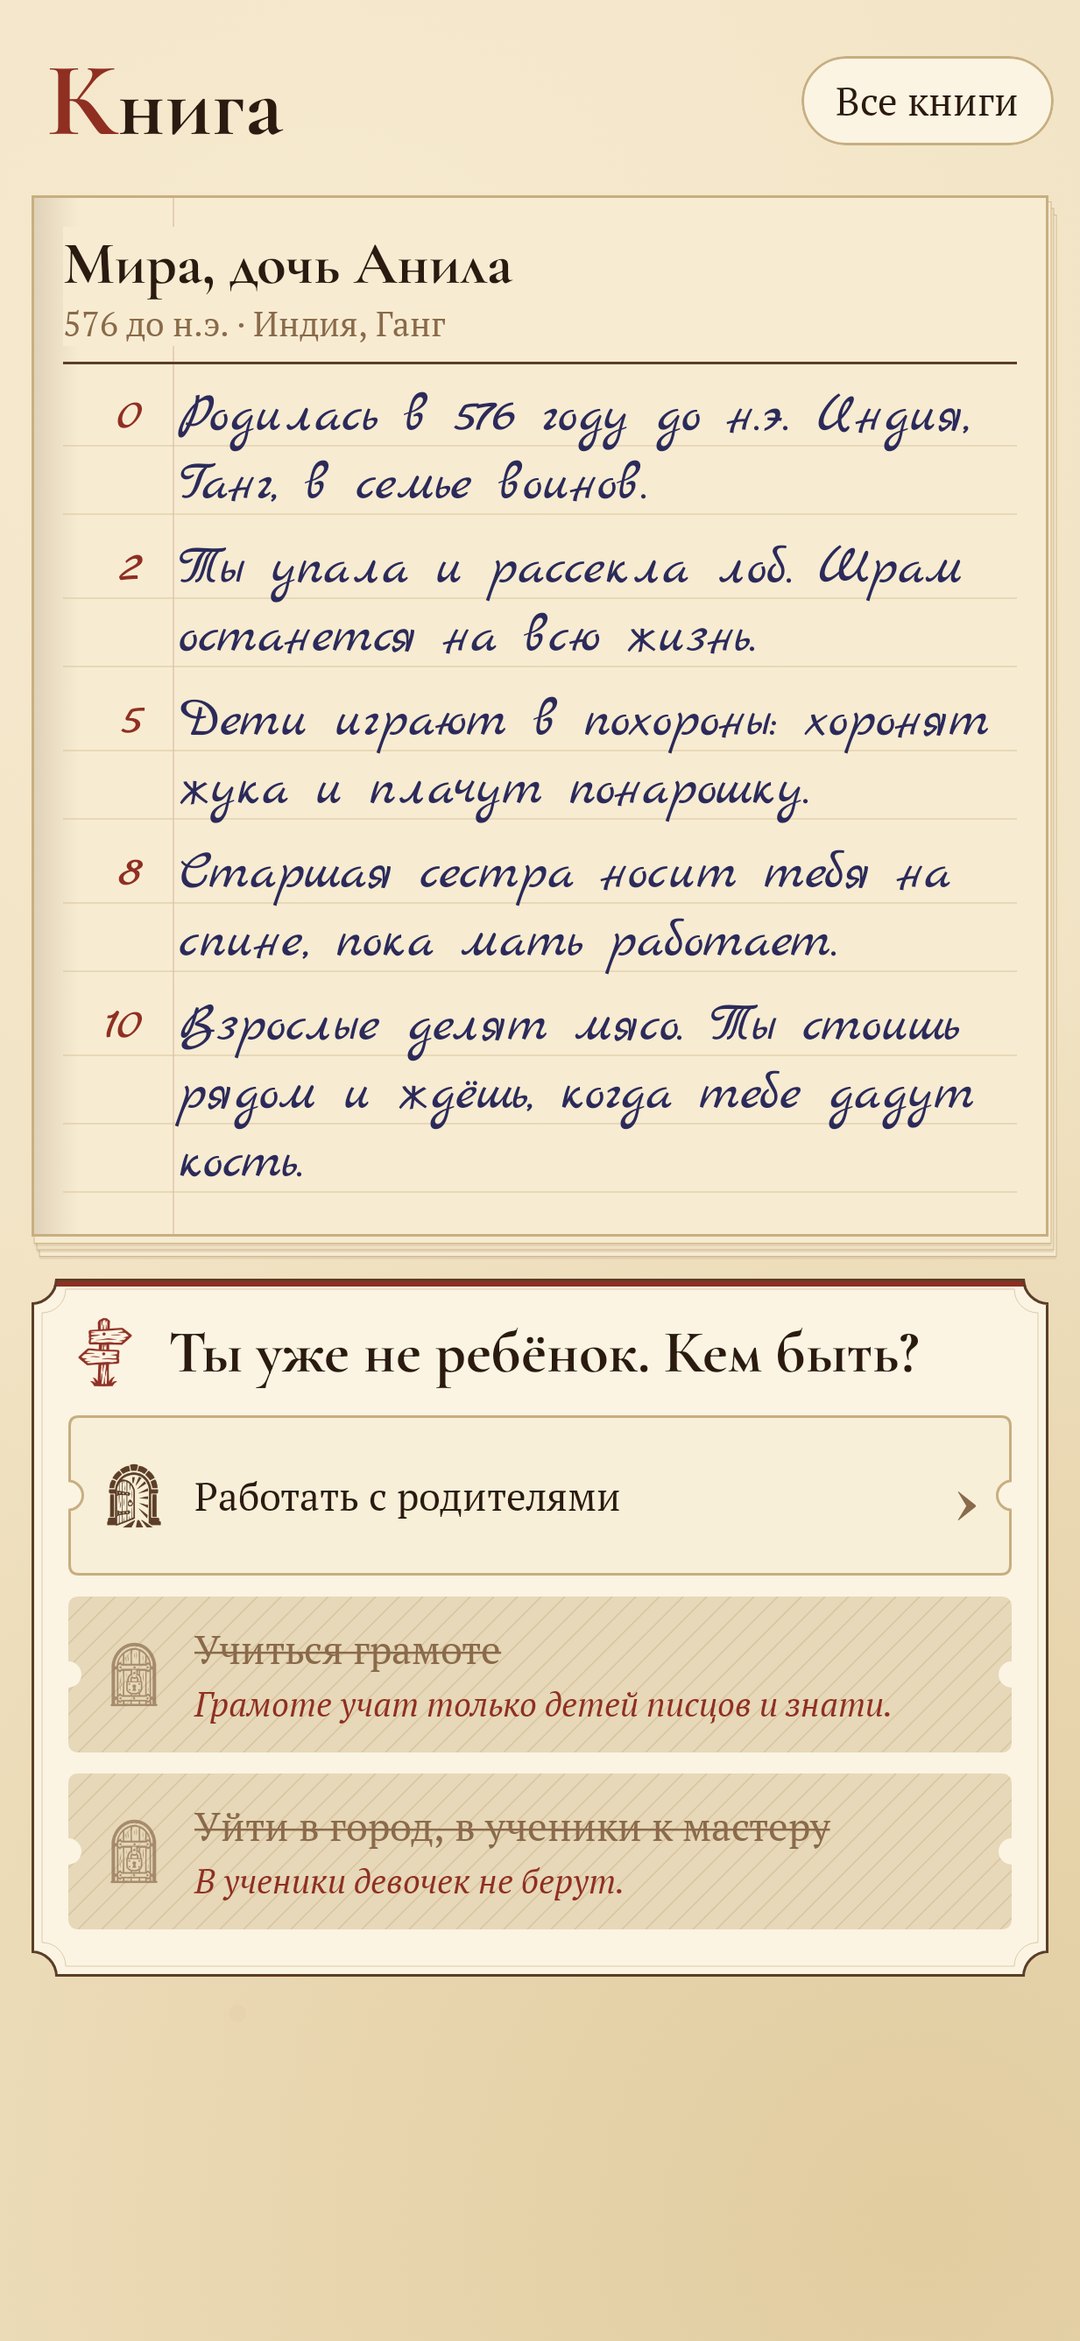 Книга
Все книги
Мира, дочь Анила
576 до н.э. · Индия, Ганг
0 Родилась в 576 году до н.э. Индия,
Ганг, в семье воинов.
2 Ты упала и рассекла лоб. Шрам
останется на всю жизнь.
5 Дети играют в похороны: хоронят
жука и плачут понарошку.
8 Старшая сестра носит тебя на
спине, пока мать работает.
10 Взрослые делят мясо. Ты стоишь
рядом и ждёшь, когда тебе дадут
кость.
Ты уже не ребёнок. Кем быть?
Работать с родителями
Учиться грамоте
Грамоте учат только детей писцов и знати.
Уйти в город, в ученики к мастеру
В ученики девочек не берут.